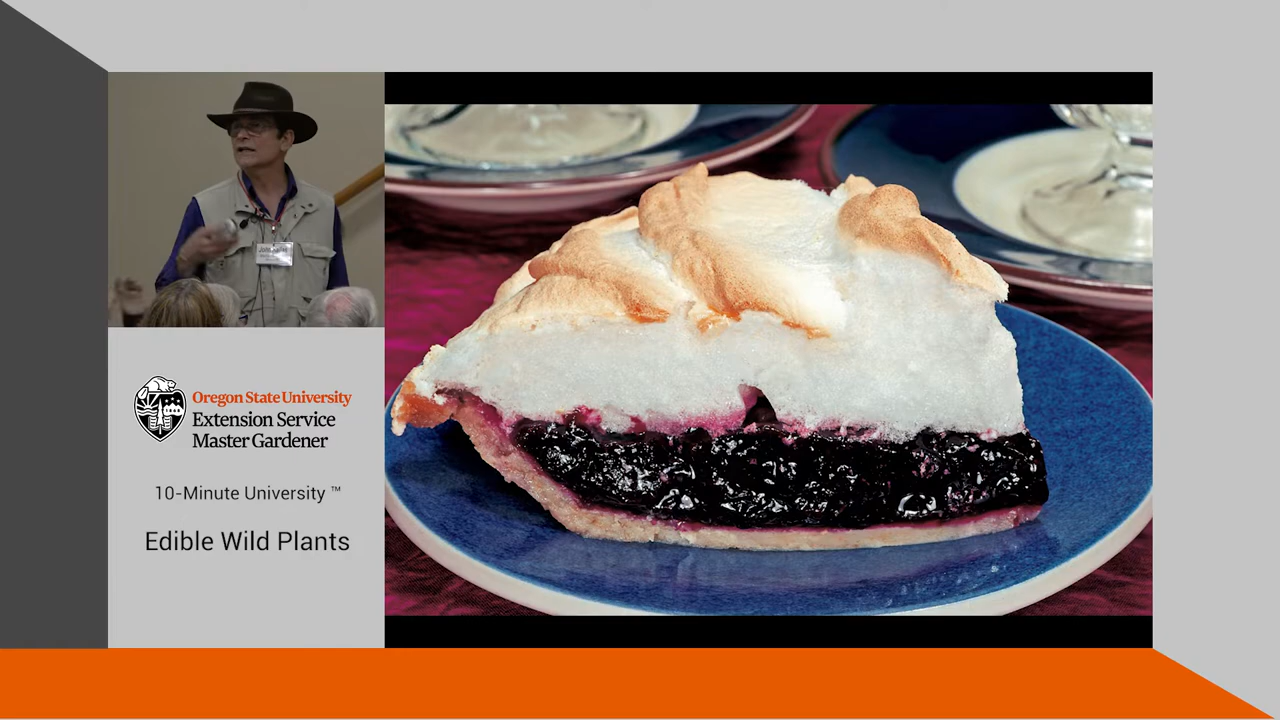 Oregon State University
Extension Service
Master Gardener
10-Minute University ™
Edible Wild Plants